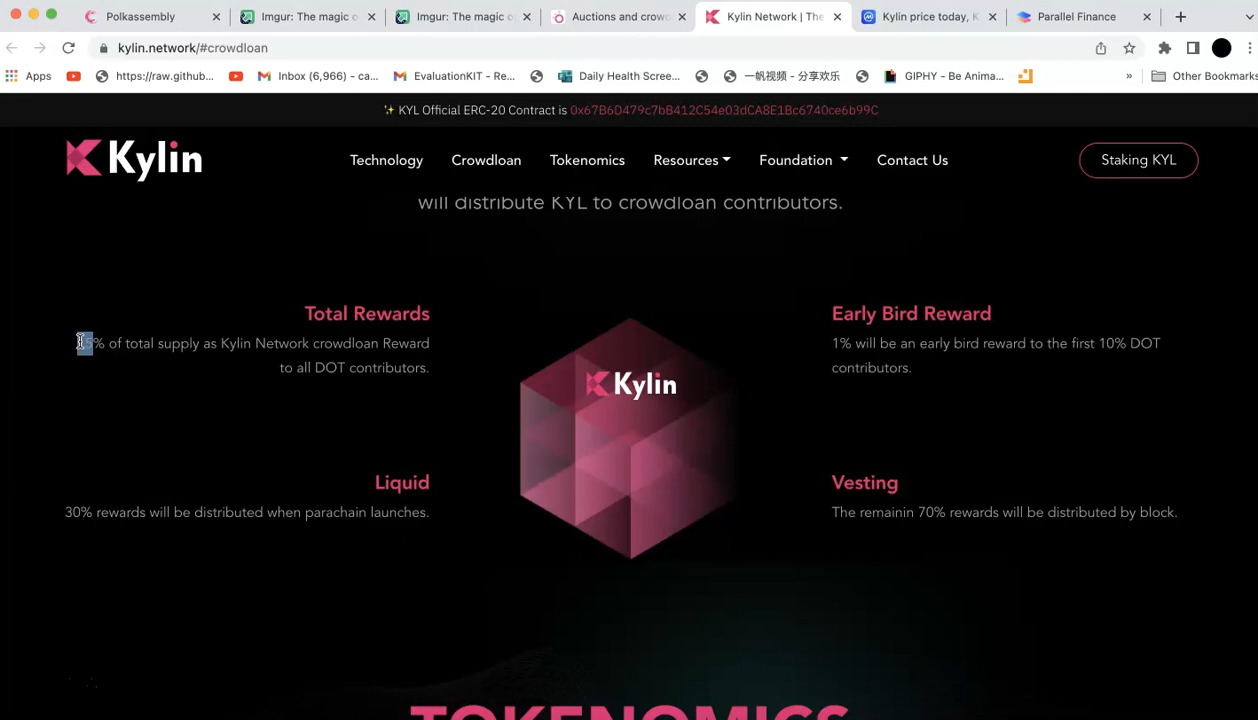 Polkassembly
Imgur: The magic o
Imgur: The magic o
Auctions and crowd
Kylin Network | The
Kylin price today, K
Parallel Finance
kylin.network/#crowdloan
Apps
https://raw.github...
Inbox (6,966) - ca...
EvaluationKIT - Re...
Daily Health Scree...
一帆视频 - 分享欢乐
GIPHY - Be Anima...
»
Other Bookmarks
✨ KYL Official ERC-20 Contract is 0x67B6D479c7bB412C54e03dCA8E1Bc6740ce6b99C
Kylin
Technology
Crowdloan
Tokenomics
Resources
Foundation
Contact Us
Staking KYL
will distribute KYL to crowdloan contributors.
Total Rewards
% of total supply as Kylin Network crowdloan Reward
to all DOT contributors.
Early Bird Reward
1% will be an early bird reward to the first 10% DOT
contributors.
Kylin
Liquid
30% rewards will be distributed when parachain launches.
Vesting
The remainin 70% rewards will be distributed by block.
TOKENOMICS